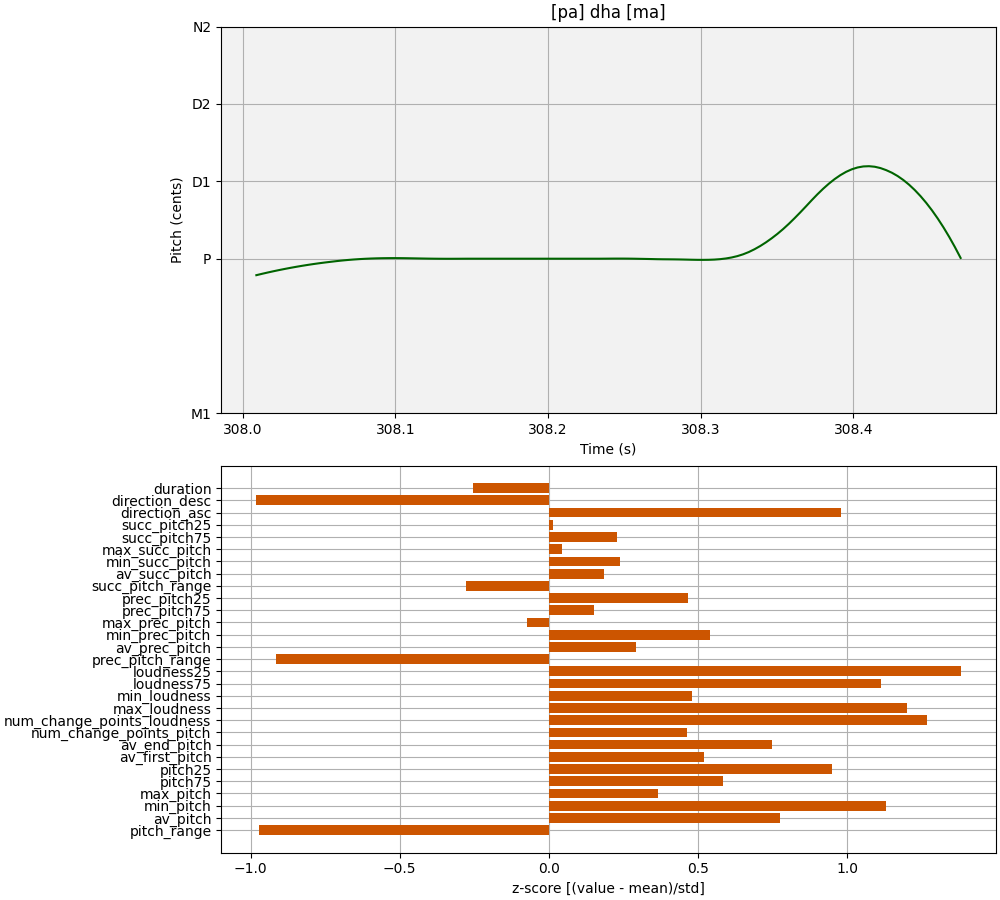 [pa] dha [ma]
N2
D2
D1
P
M1
Pitch (cents)
308.0 308.1 308.2 308.3 308.4
Time (s)
duration
direction_desc
direction_asc
succ_pitch25
succ_pitch75
max_succ_pitch
min_succ_pitch
av_succ_pitch
succ_pitch_range
prec_pitch25
prec_pitch75
max_prec_pitch
min_prec_pitch
av_prec_pitch
prec_pitch_range
loudness25
loudness75
min_loudness
max_loudness
num_change_points_loudness
num_change_points_pitch
av_end_pitch
av_first_pitch
pitch25
pitch75
max_pitch
min_pitch
av_pitch
pitch_range
−1.0 −0.5 0.0 0.5 1.0
z-score [(value - mean)/std]